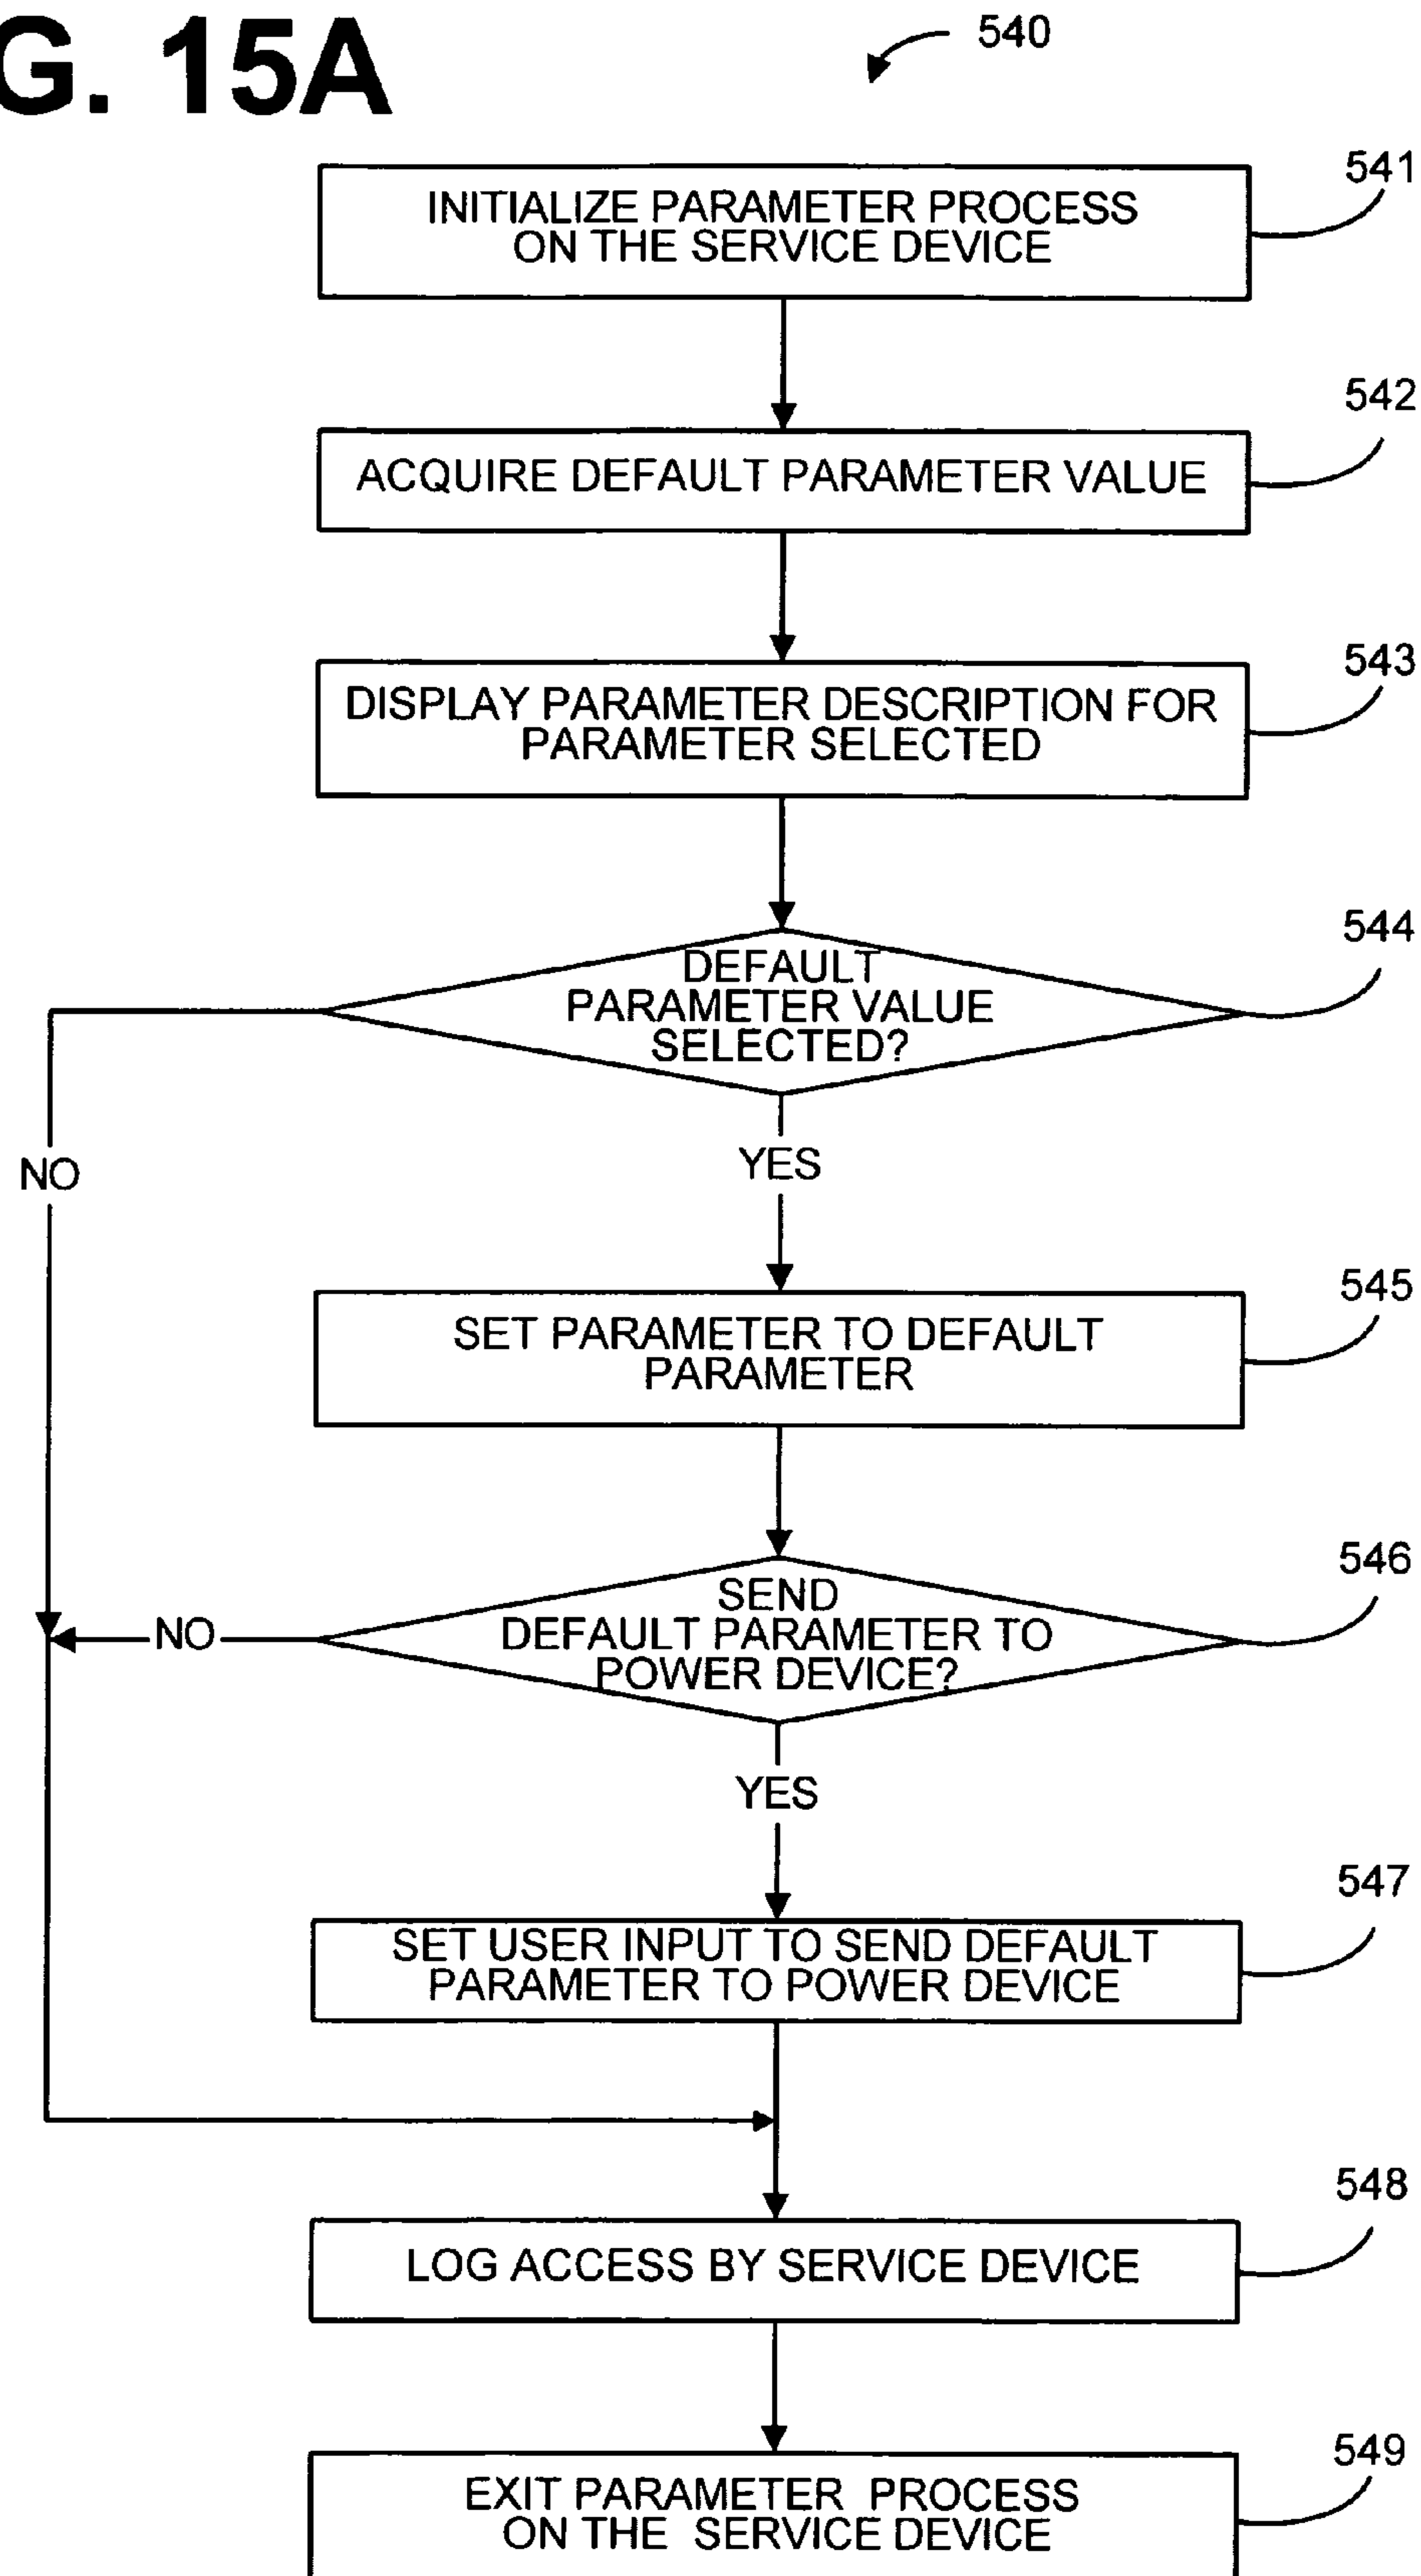 G. 15A
540
INITIALIZE PARAMETER PROCESS
ON THE SERVICE DEVICE
541
ACQUIRE DEFAULT PARAMETER VALUE
542
DISPLAY PARAMETER DESCRIPTION FOR
PARAMETER SELECTED
543
DEFAULT
PARAMETER VALUE
SELECTED?
544
NO
YES
SET PARAMETER TO DEFAULT
PARAMETER
545
SEND
DEFAULT PARAMETER TO
POWER DEVICE?
546
NO
YES
SET USER INPUT TO SEND DEFAULT
PARAMETER TO POWER DEVICE
547
LOG ACCESS BY SERVICE DEVICE
548
EXIT PARAMETER PROCESS
ON THE SERVICE DEVICE
549